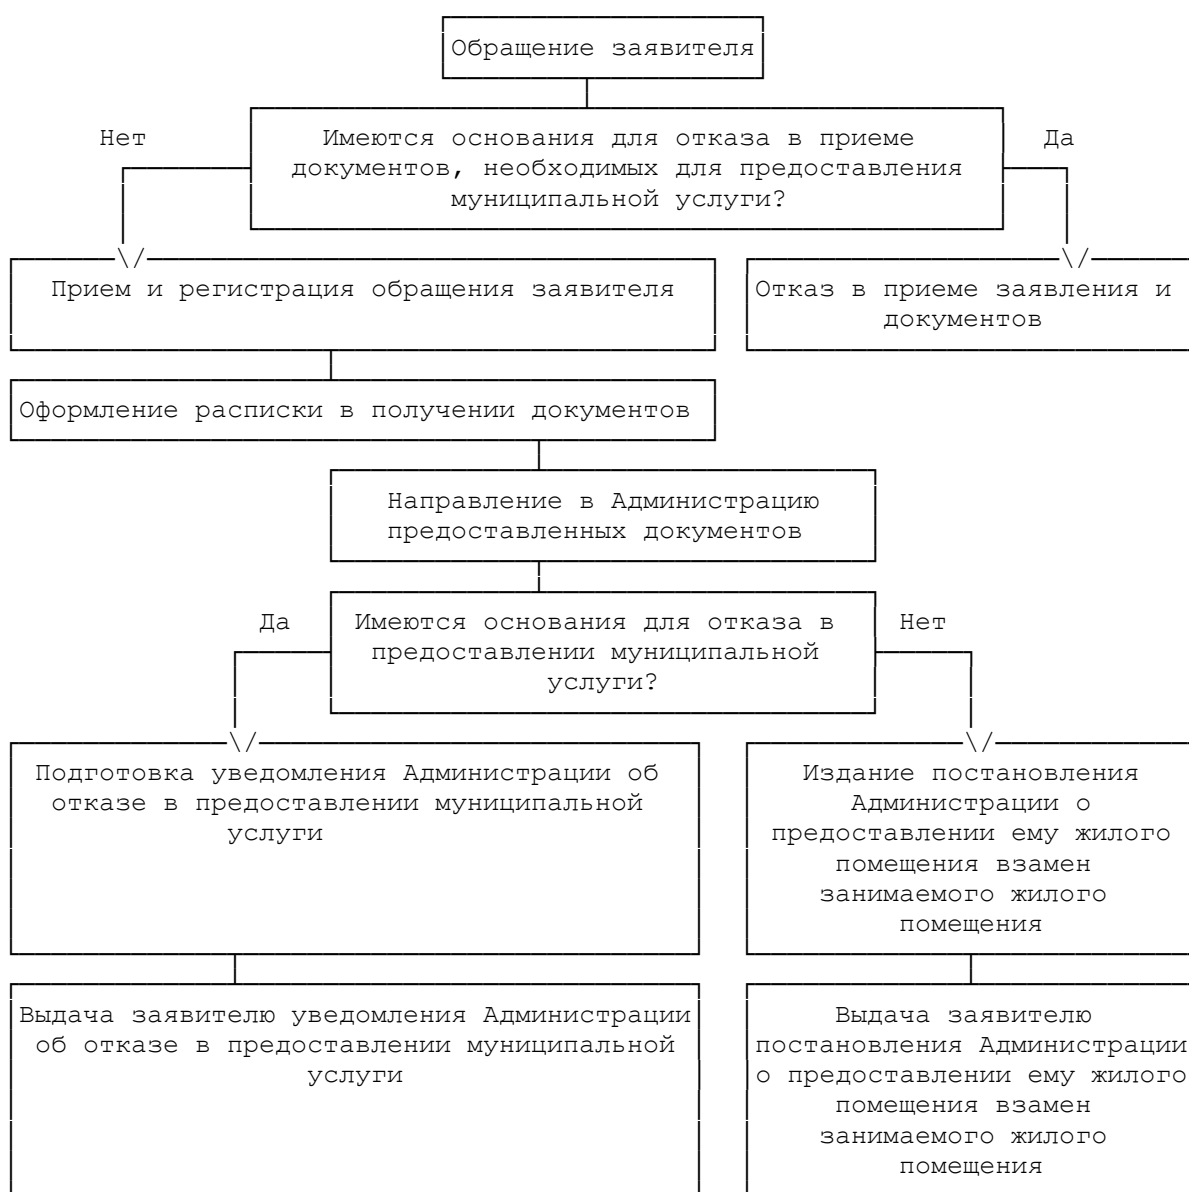 Обращение заявителя
Нет
Имеются основания для отказа в приеме
документов, необходимых для предоставления
муниципальной услуги?
Да
Прием и регистрация обращения заявителя
Отказ в приеме заявления и
документов
Оформление расписки в получении документов
Направление в Администрацию
предоставленных документов
Да
Имеются основания для отказа в
предоставлении муниципальной
услуги?
Нет
Подготовка уведомления Администрации об
отказе в предоставлении муниципальной
услуги
Издание постановления
Администрации о
предоставлении ему жилого
помещения взамен
занимаемого жилого
помещения
Выдача заявителю уведомления Администрации
об отказе в предоставлении муниципальной
услуги
Выдача заявителю
постановления Администрации
о предоставлении ему жилого
помещения взамен
занимаемого жилого
помещения